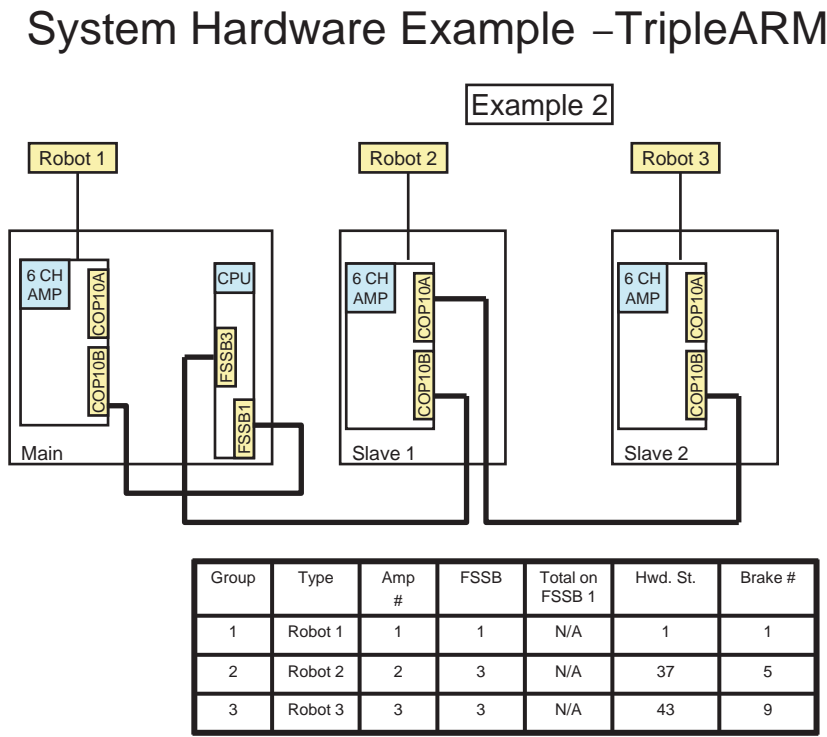 System Hardware Example –TripleARM
Example 2
Robot 1
Robot 2
Robot 3
6 CH
AMP
COP10A
COP10B
CPU
FSSB3
FSSB1
Main
6 CH
AMP
COP10A
COP10B
Slave 1
6 CH
AMP
COP10A
COP10B
Slave 2
Group Type Amp # FSSB Total on FSSB 1 Hwd. St. Brake #
1 Robot 1 1 1 N/A 1 1
2 Robot 2 2 3 N/A 37 5
3 Robot 3 3 3 N/A 43 9